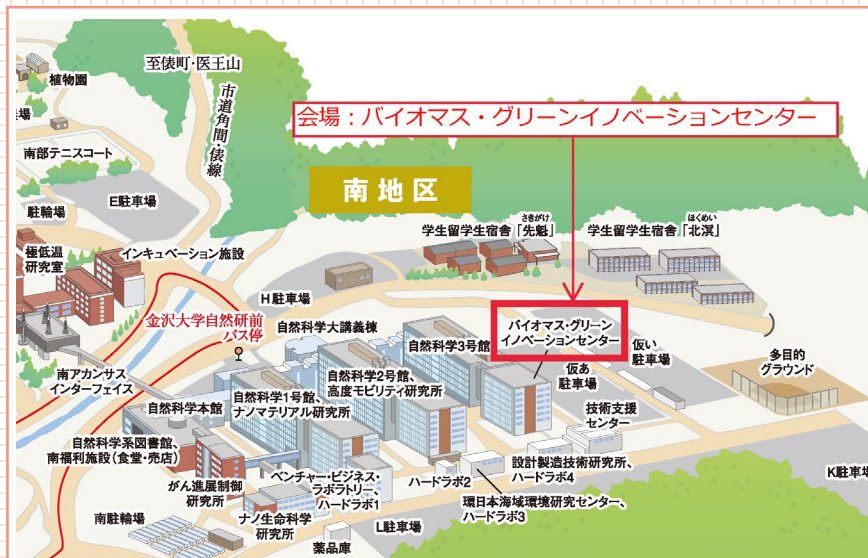 至俵町・医王山
植物園
市道角間・俵線
会場：バイオマス・グリーンイノベーションセンター
南部テニスコート
南地区
E駐車場
駐輪場
さきがけ
学生留学生宿舎「先魁」
ほくめい
学生留学生宿舎「北溟」
極低温
研究室
インキュベーション施設
H駐車場
金沢大学自然研前
バス停
自然科学大講義棟
自然科学3号館
バイオマス・グリーン
イノベーションセンター
仮い
駐車場
多目的
グラウンド
南アカンサス
インターフェイス
自然科学2号館、
高度モビリティ研究所
仮あ
駐車場
自然科学1号館、
ナノマテリアル研究所
自然科学本館
技術支援
センター
自然科学系図書館、
南福利施設(食堂・売店)
がん進展制御
研究所
ベンチャー・ビジネス・
ラボラトリー、
ハードラボ1
ハードラボ2
設計製造技術研究所、
ハードラボ4
環日本海域環境研究センター、
ハードラボ3
K駐車場
南駐輪場
ナノ生命科学
研究所
L駐車場
薬品庫